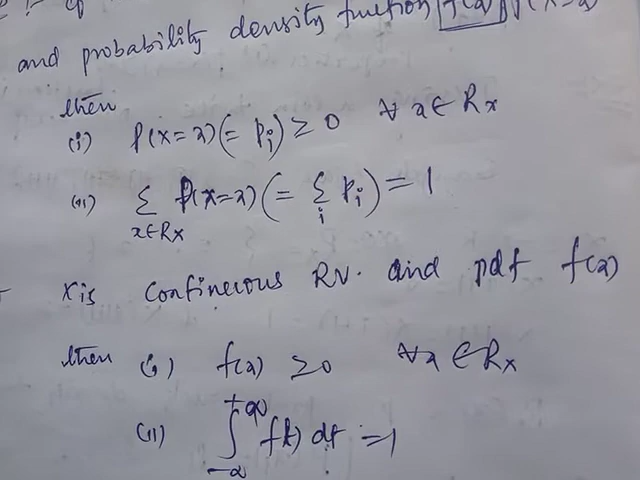 and probability density function f(x)
then
(i) P(X=x)(= Pi) ≥ 0 ∀ x ∈ Rx
(ii) Σ P(X=x)(= Σ Pi) = 1
x∈Rx i
X is continuous RV. and pdf f(x)
then (i) f(x) ≥ 0 ∀ x ∈ Rx
(ii) ∫ f(t) dt = 1
+∞
-∞